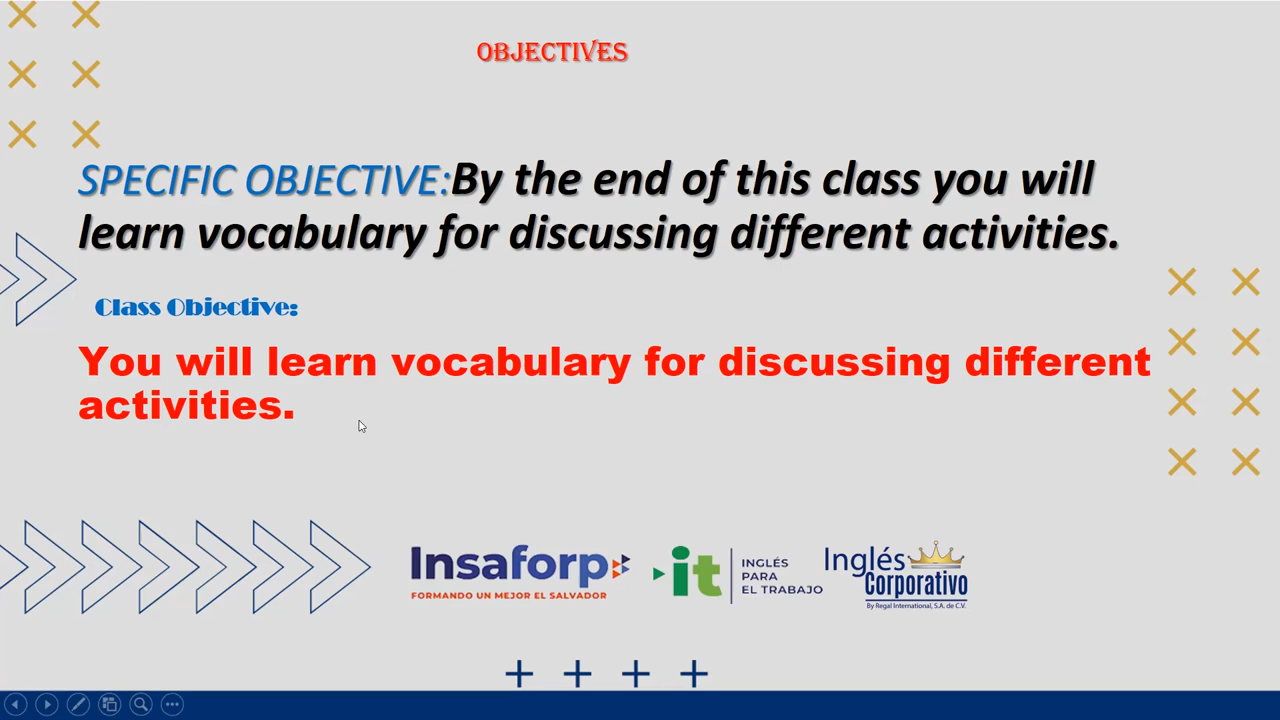 OBJECTIVES
SPECIFIC OBJECTIVE:By the end of this class you will
learn vocabulary for discussing different activities.
Class Objective:
You will learn vocabulary for discussing different
activities.
Insaforp
FORMANDO UN MEJOR EL SALVADOR
it
INGLÉS
PARA
EL TRABAJO
Inglés
Corporativo
By Regal International, S.A. de C.V.